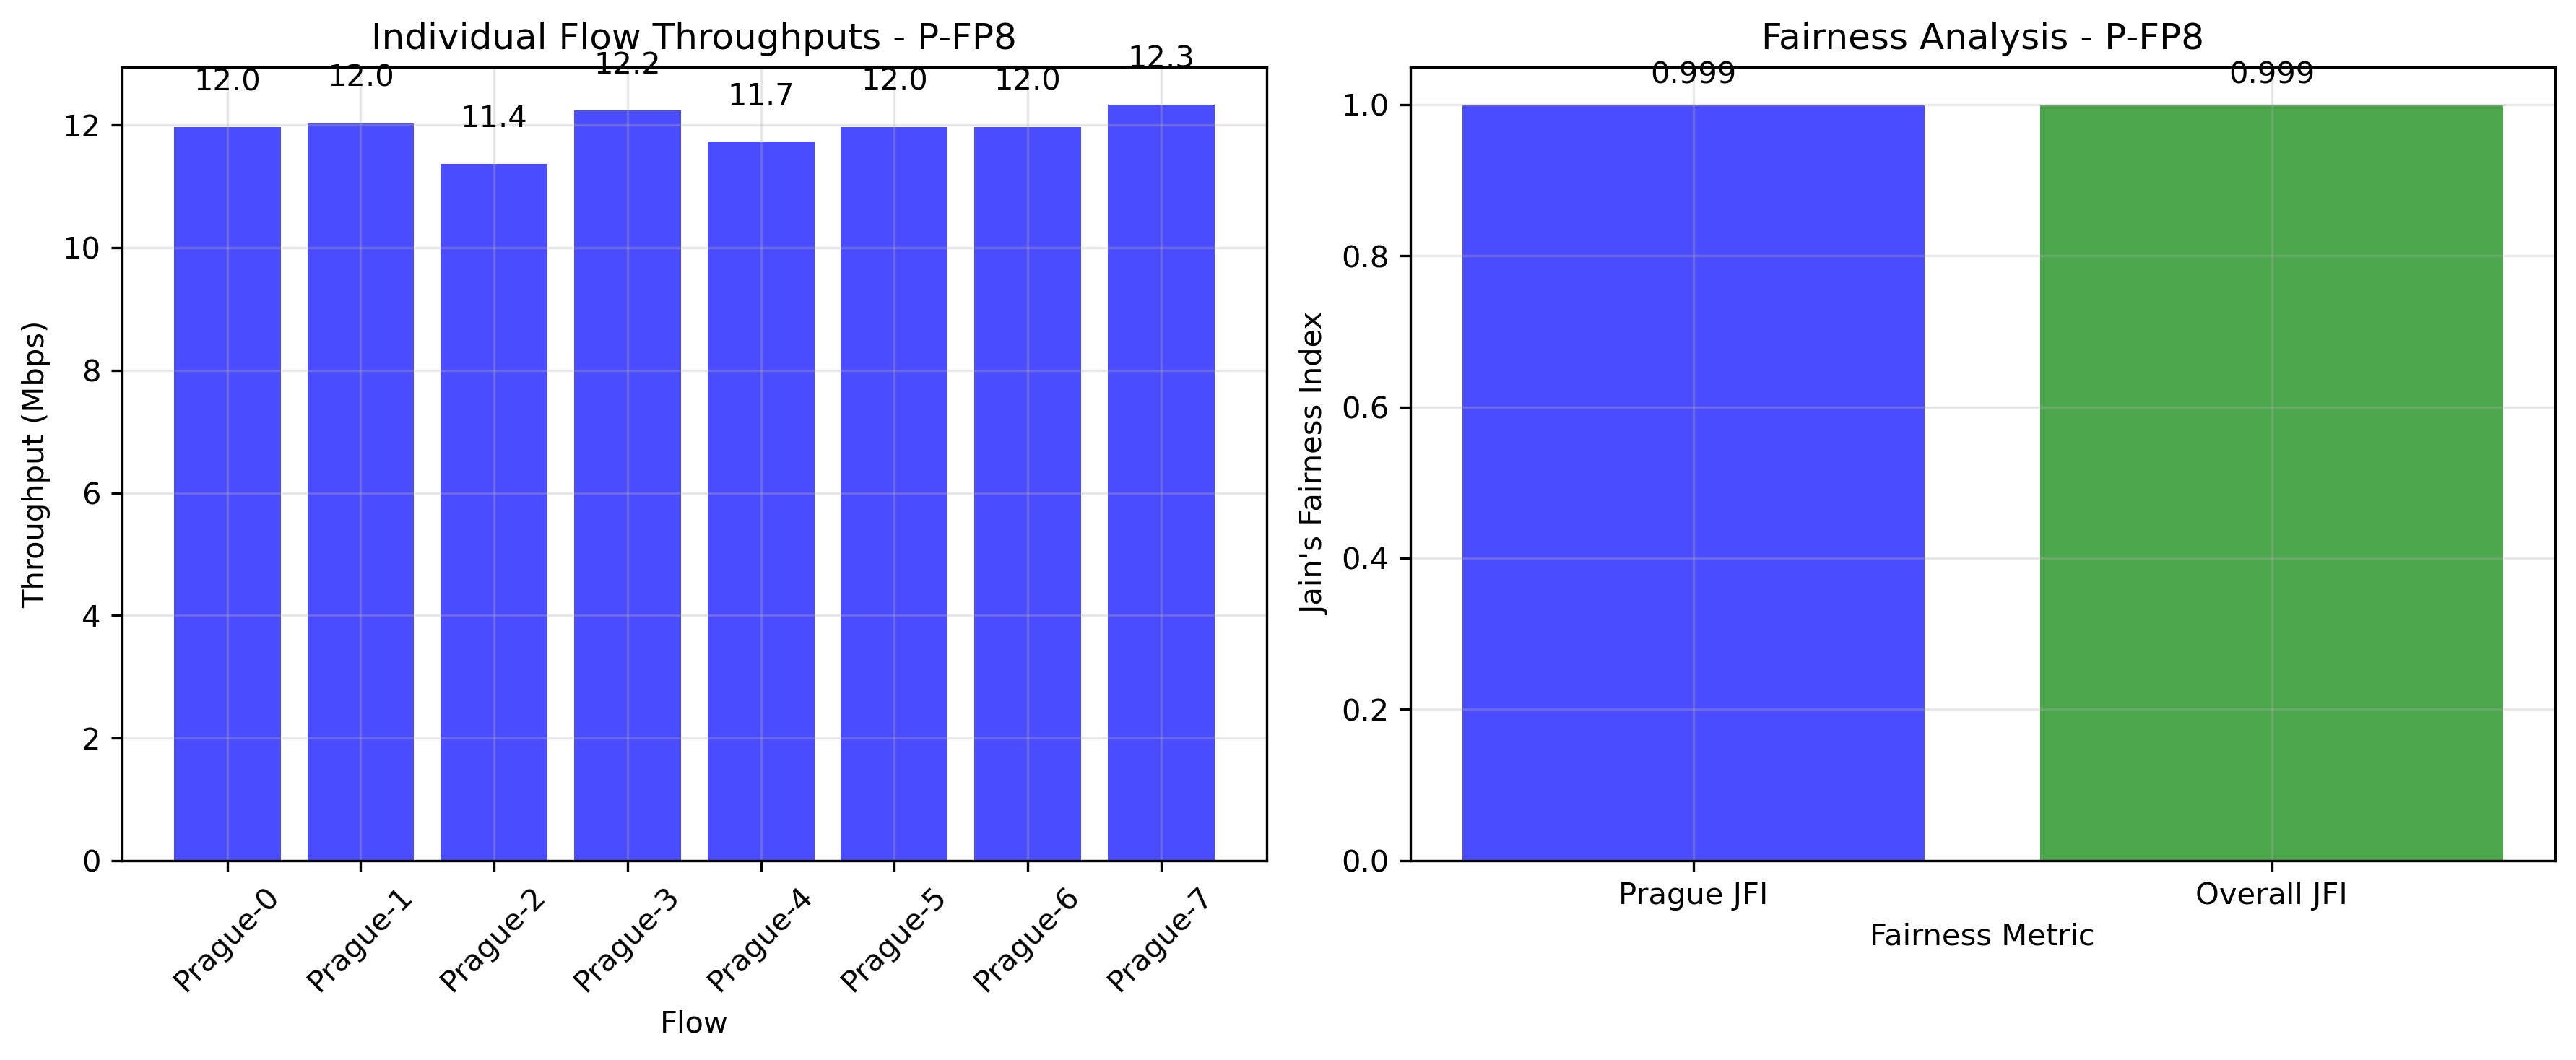 Individual Flow Throughputs - P-FP8
12.0
12.0
11.4
12.2
11.7
12.0
12.0
12.3
Throughput (Mbps)
12
10
8
6
4
2
0
Prague-0
Prague-1
Prague-2
Prague-3
Prague-4
Prague-5
Prague-6
Prague-7
Flow
Fairness Analysis - P-FP8
0.999
0.999
Jain's Fairness Index
1.0
0.8
0.6
0.4
0.2
0.0
Prague JFI
Overall JFI
Fairness Metric